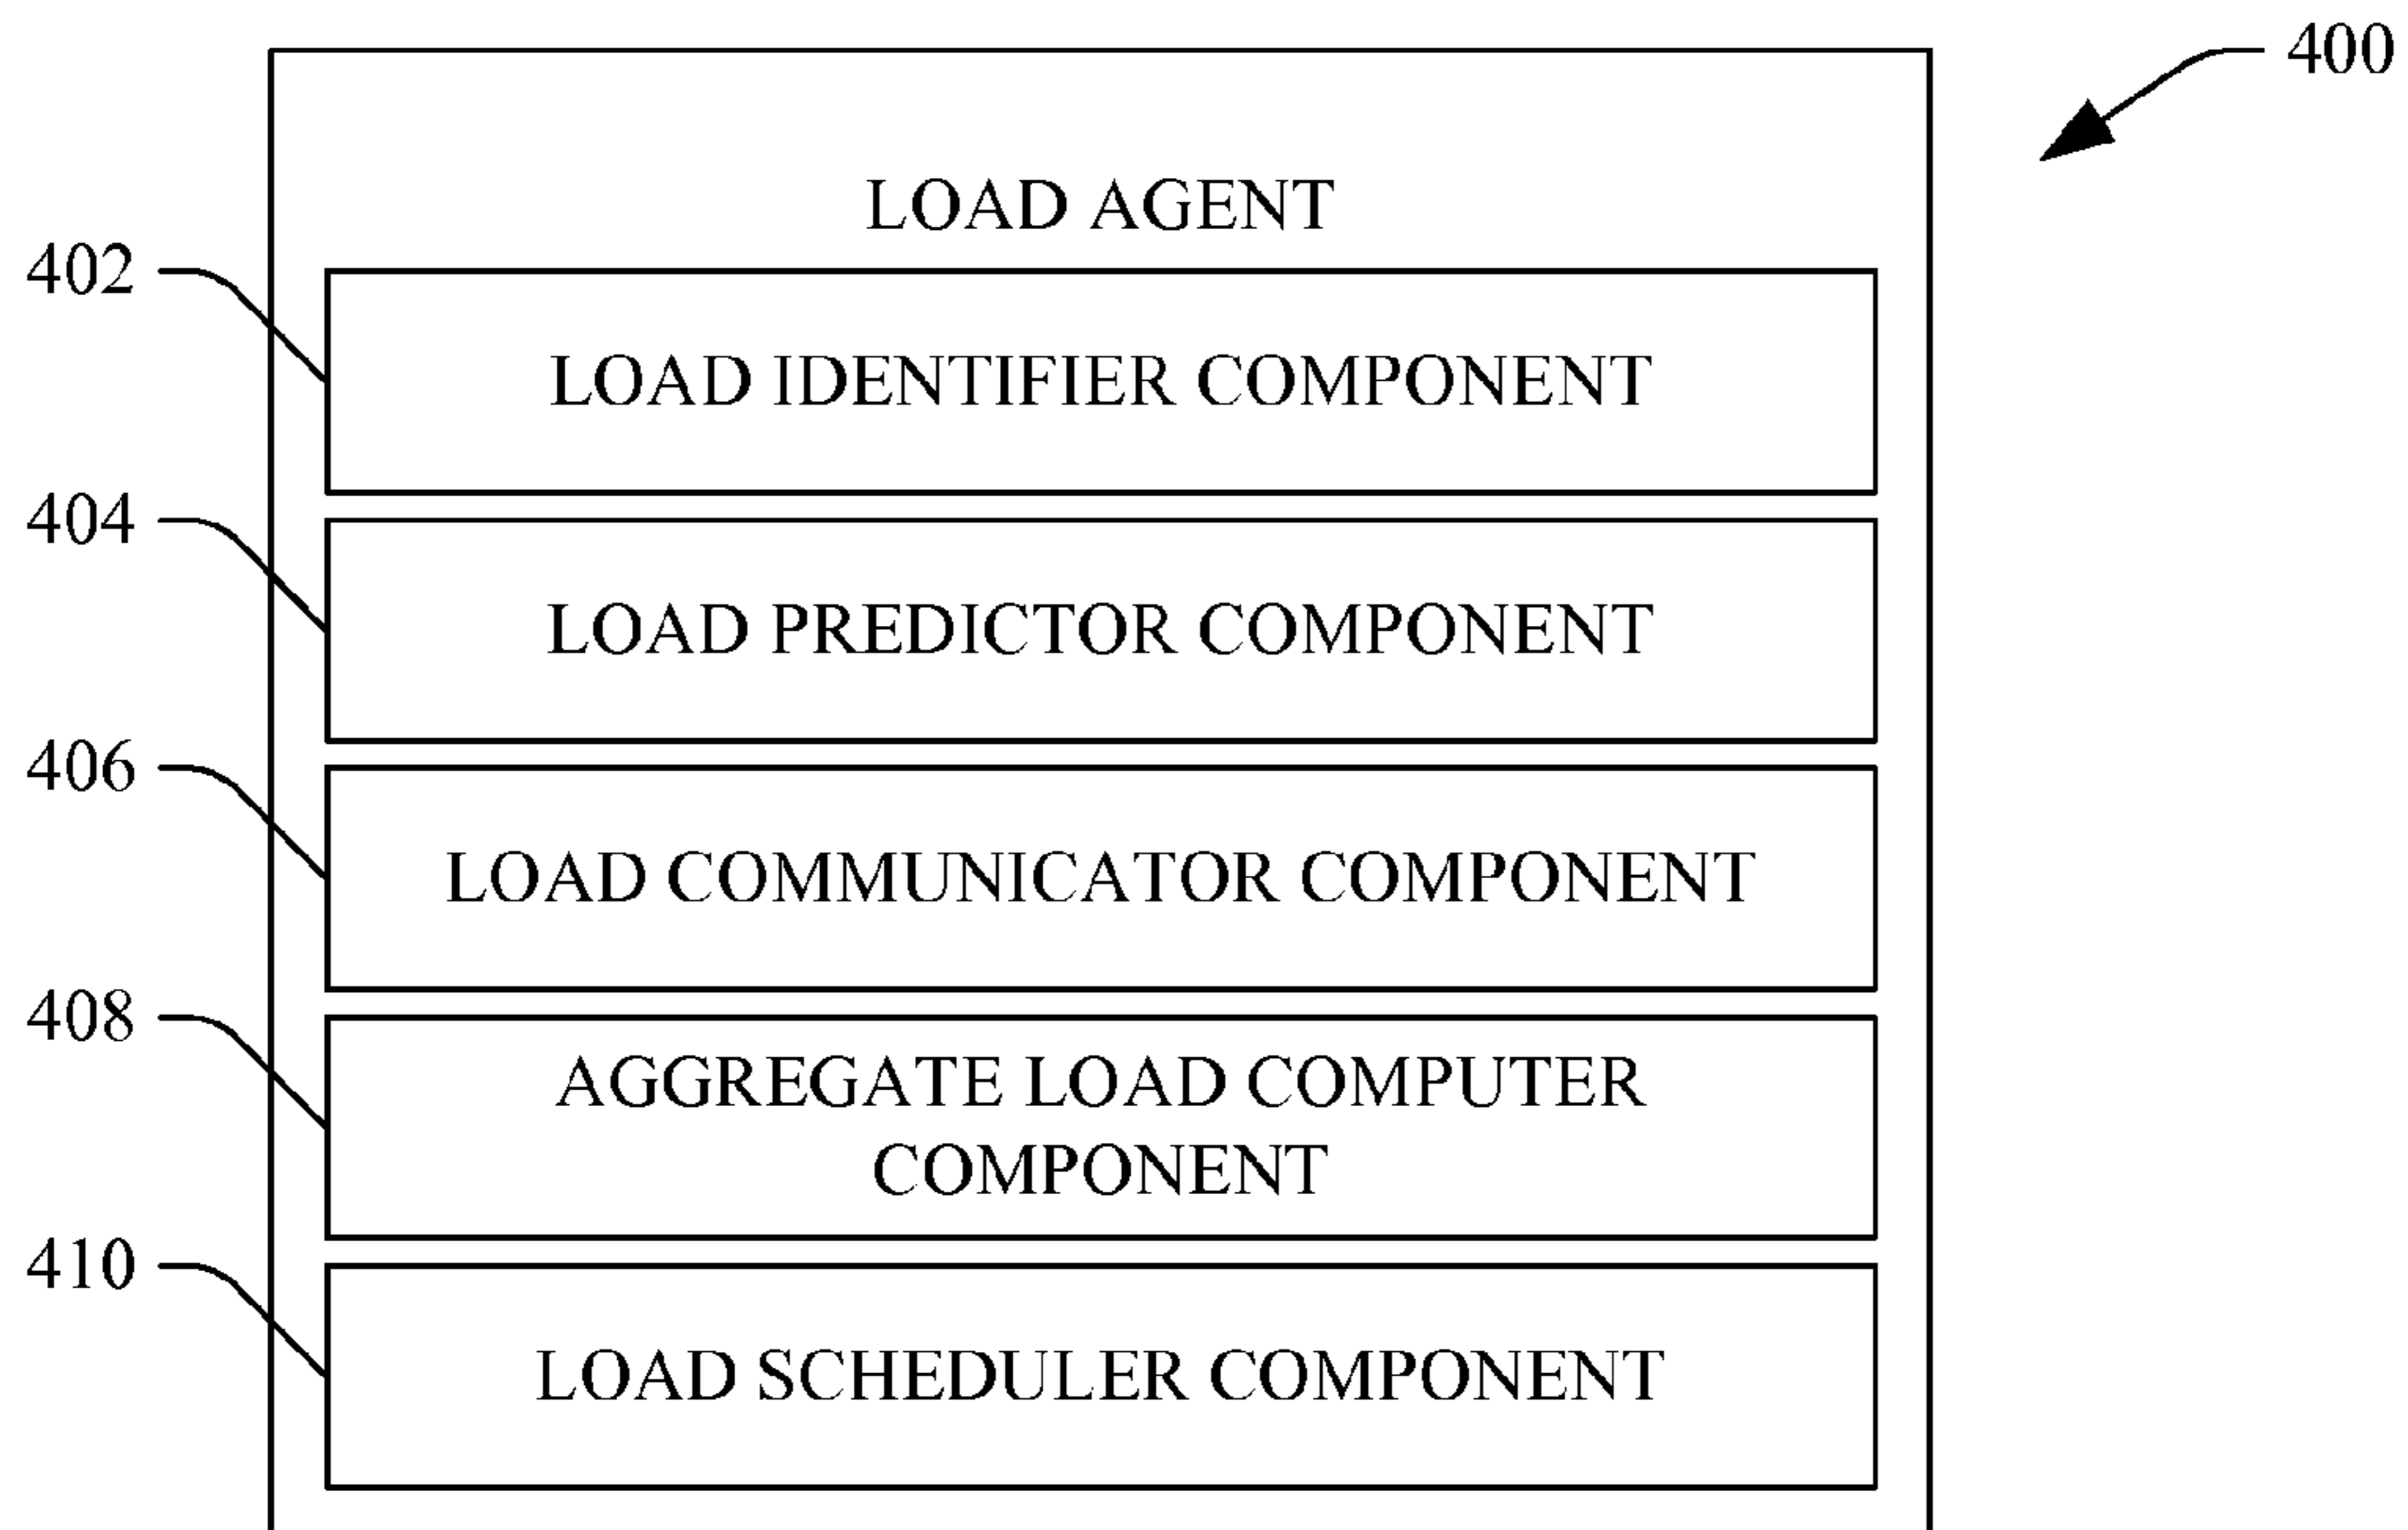 400
LOAD AGENT
402
LOAD IDENTIFIER COMPONENT
404
LOAD PREDICTOR COMPONENT
406
LOAD COMMUNICATOR COMPONENT
408
AGGREGATE LOAD COMPUTER
COMPONENT
410
LOAD SCHEDULER COMPONENT